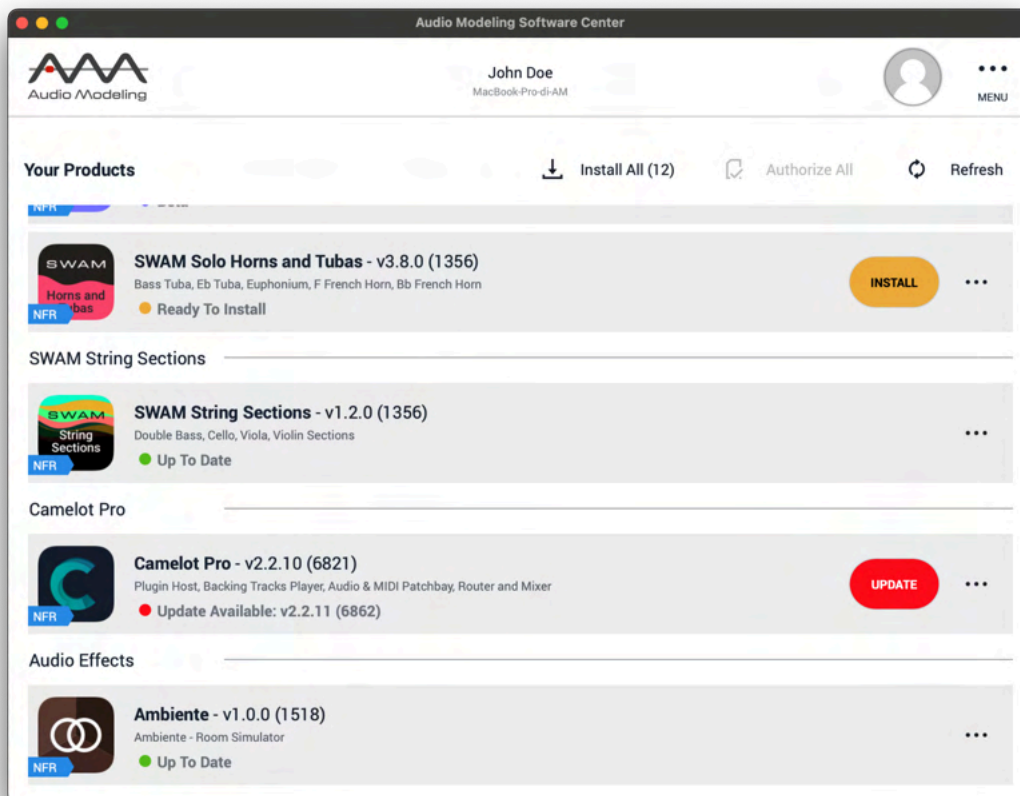 Audio Modeling Software Center
Audio Modeling
John Doe
MacBook-Pro-di-AM
MENU
Your Products
Install All (12)
Authorize All
Refresh
NFR
Beta
SWAM
Horns and
Tubas
NFR
SWAM Solo Horns and Tubas - v3.8.0 (1356)
Bass Tuba, Eb Tuba, Euphonium, F French Horn, Bb French Horn
Ready To Install
INSTALL
SWAM String Sections
SWAM
String
Sections
NFR
SWAM String Sections - v1.2.0 (1356)
Double Bass, Cello, Viola, Violin Sections
Up To Date
Camelot Pro
NFR
Camelot Pro - v2.2.10 (6821)
Plugin Host, Backing Tracks Player, Audio & MIDI Patchbay, Router and Mixer
Update Available: v2.2.11 (6862)
UPDATE
Audio Effects
NFR
Ambiente - v1.0.0 (1518)
Ambiente - Room Simulator
Up To Date